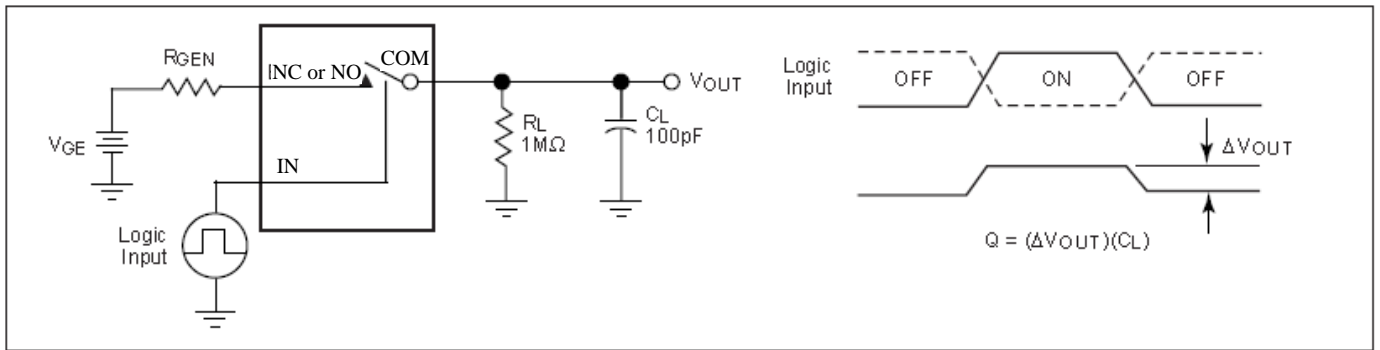 RGEN
INC or NO
COM
VOUT
VGE
RL
1MΩ
CL
100pF
IN
Logic
Input
Logic
Input
OFF
ON
OFF
ΔVOUT
Q = (ΔVOUT)(CL)